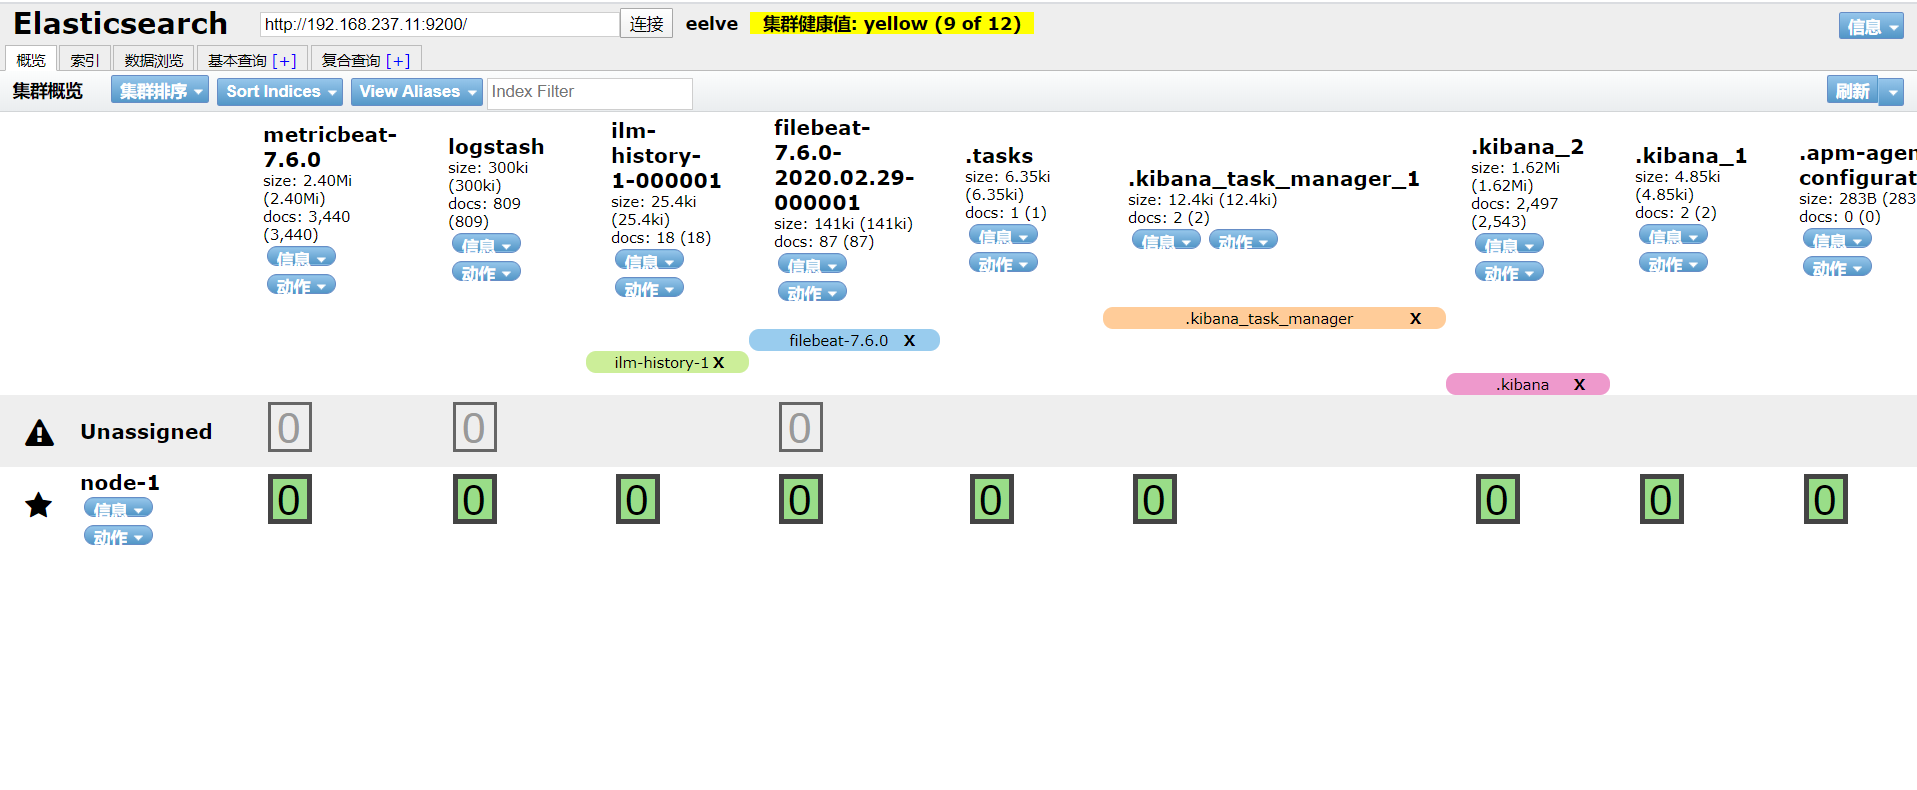 Elasticsearch
http://192.168.237.11:9200/
连接
eelve
集群健康值: yellow (9 of 12)
信息
概览
索引
数据浏览
基本查询 [+]
复合查询 [+]
集群概览
集群排序
Sort Indices
View Aliases
Index Filter
刷新
metricbeat-
7.6.0
size: 2.40Mi
(2.40Mi)
docs: 3,440
(3,440)
信息
动作
logstash
size: 300ki
(300ki)
docs: 809
(809)
信息
动作
ilm-
history-
1-000001
size: 25.4ki
(25.4ki)
docs: 18 (18)
信息
动作
filebeat-
7.6.0-
2020.02.29-
000001
size: 141ki (141ki)
docs: 87 (87)
信息
动作
.tasks
size: 6.35ki
(6.35ki)
docs: 1 (1)
信息
动作
.kibana_task_manager_1
size: 12.4ki (12.4ki)
docs: 2 (2)
信息
动作
.kibana_2
size: 1.62Mi
(1.62Mi)
docs: 2,497
(2,543)
信息
动作
.kibana_1
size: 4.85ki
(4.85ki)
docs: 2 (2)
信息
动作
.apm-agen
configurat
size: 283B (283
docs: 0 (0)
信息
动作
.kibana_task_manager X
filebeat-7.6.0 X
ilm-history-1 X
.kibana X
Unassigned
0 0 0
node-1
信息
动作
0 0 0 0 0 0 0 0 0